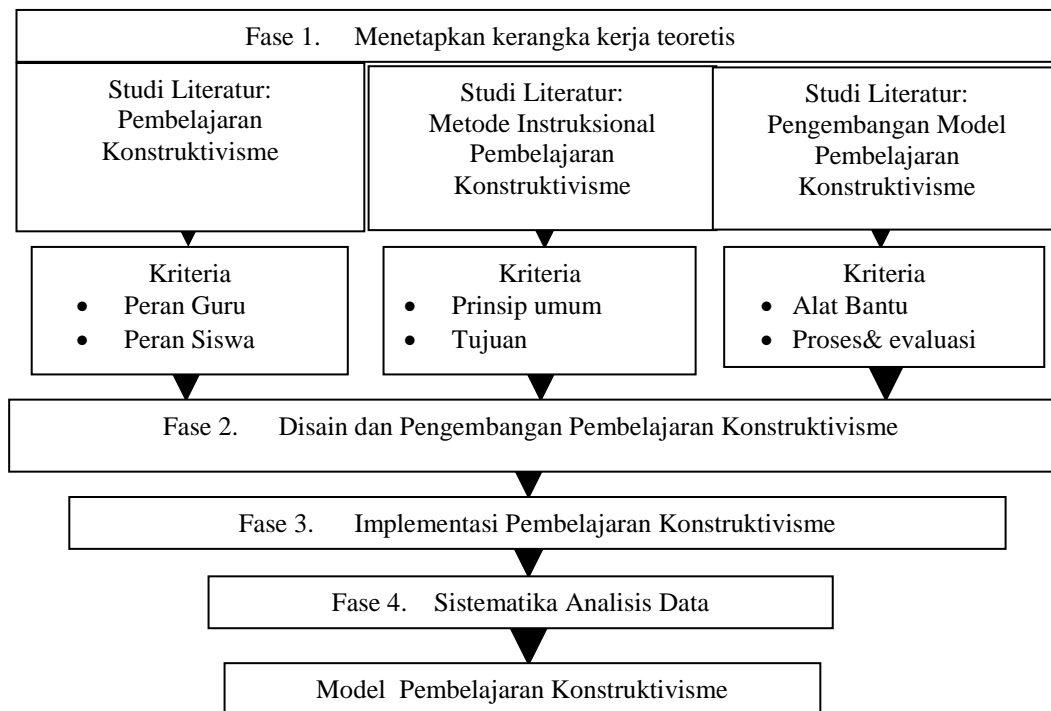 Fase 1. Menetapkan kerangka kerja teoretis
Studi Literatur:
Pembelajaran
Konstruktivisme
Studi Literatur:
Metode Instruksional
Pembelajaran
Konstruktivisme
Studi Literatur:
Pengembangan Model
Pembelajaran
Konstruktivisme
Kriteria
• Peran Guru
• Peran Siswa
Kriteria
• Prinsip umum
• Tujuan
Kriteria
• Alat Bantu
• Proses& evaluasi
Fase 2. Disain dan Pengembangan Pembelajaran Konstruktivisme
Fase 3. Implementasi Pembelajaran Konstruktivisme
Fase 4. Sistematika Analisis Data
Model Pembelajaran Konstruktivisme